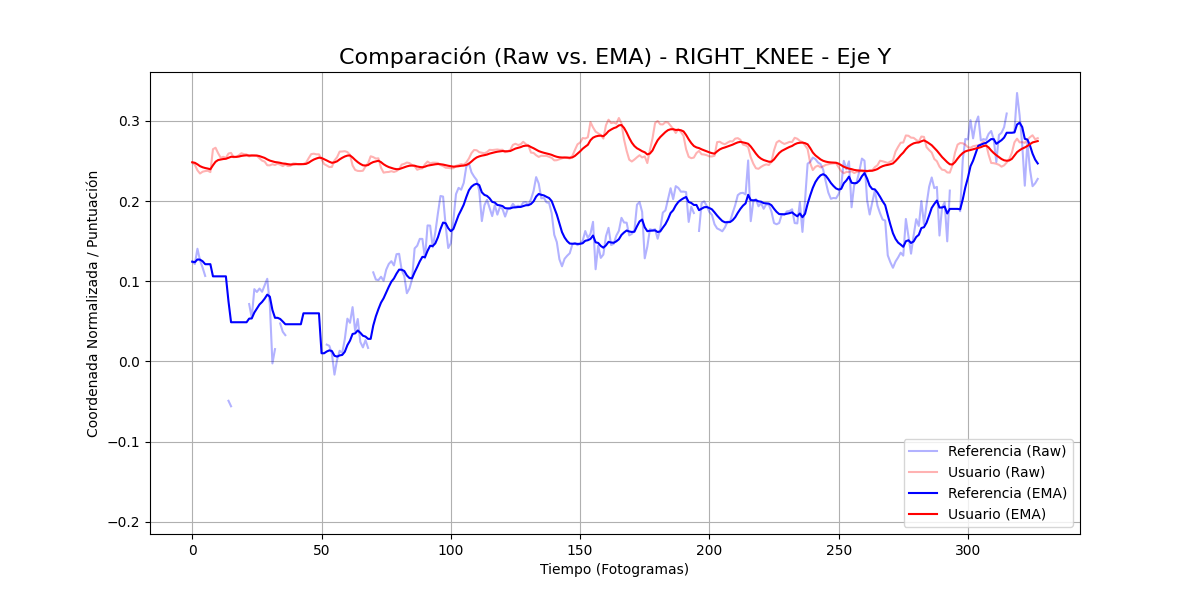 Comparación (Raw vs. EMA) - RIGHT_KNEE - Eje Y
Coordenada Normalizada / Puntuación
0.3
0.2
0.1
0.0
−0.1
−0.2
0 50 100 150 200 250 300
Tiempo (Fotogramas)
Referencia (Raw)
Usuario (Raw)
Referencia (EMA)
Usuario (EMA)